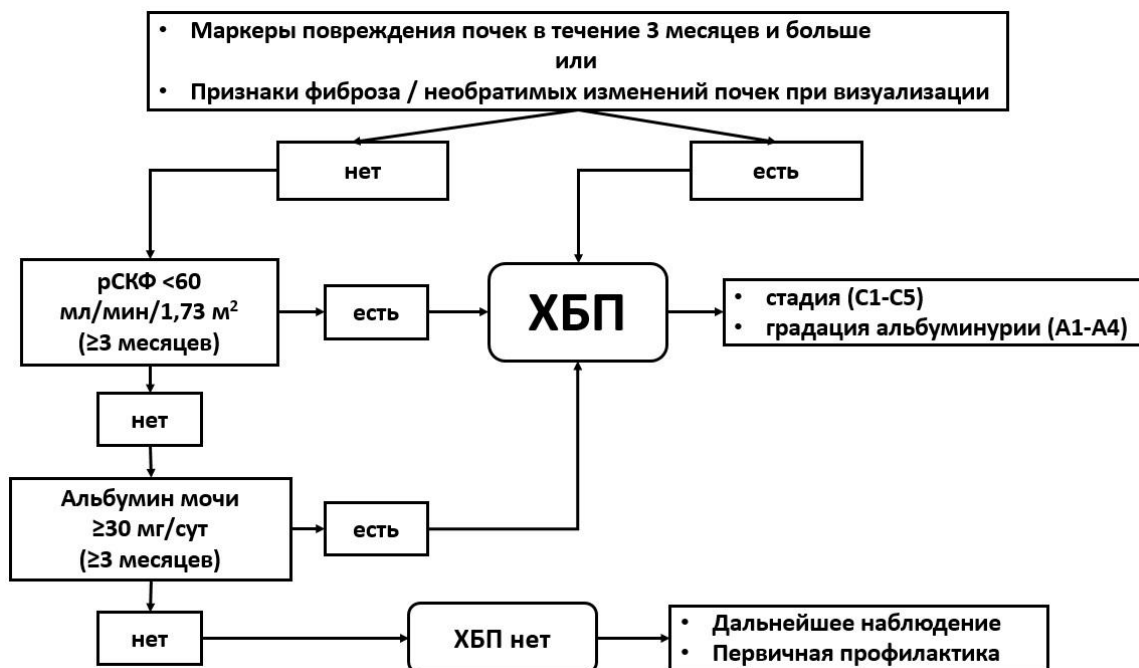 • Маркеры повреждения почек в течение 3 месяцев и больше
или
• Признаки фиброза / необратимых изменений почек при визуализации
нет
есть
рСКФ <60
мл/мин/1,73 м²
(≥3 месяцев)
есть
ХБП
• стадия (С1-С5)
• градация альбуминурии (А1-А4)
нет
Альбумин мочи
≥30 мг/сут
(≥3 месяцев)
есть
нет
ХБП нет
• Дальнейшее наблюдение
• Первичная профилактика